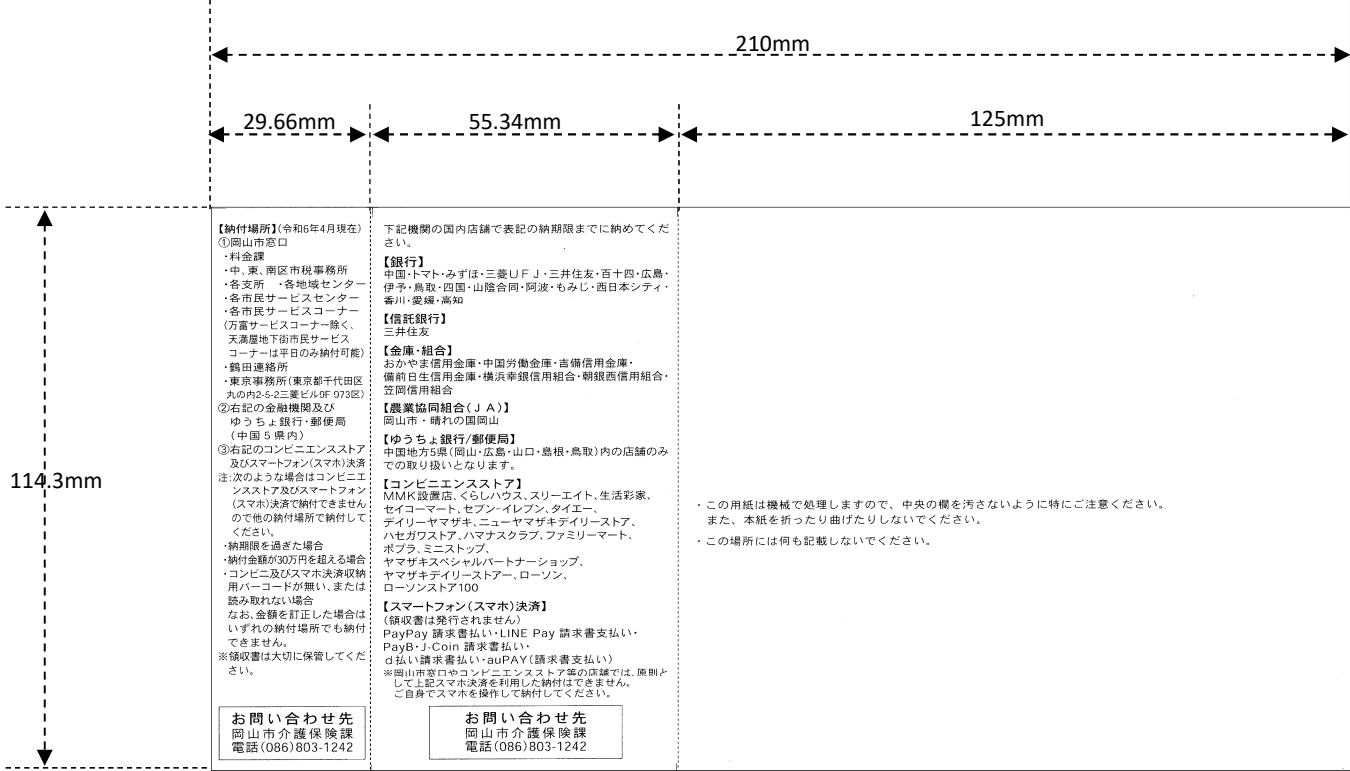 210mm
29.66mm
55.34mm
125mm
114.3mm
【納付場所】(令和6年4月現在)
①岡山市窓口
・料金課
・中、東、南区市税事務所
・各支所　・各地域センター
・各市民サービスセンター
・各市民サービスコーナー
(万富サービスコーナー除く、
天満屋地下街市民サービス
コーナーは平日のみ納付可能)
・鶴田連絡所
・東京事務所(東京都千代田区
丸の内2-5-2三菱ビル9F 973区)
②右記の金融機関及び
ゆうちょ銀行・郵便局
(中国5県内)
③右記のコンビニエンスストア
及びスマートフォン(スマホ)決済
注:次のような場合はコンビニエ
ンスストア及びスマートフォン
(スマホ)決済で納付できません
ので他の納付場所で納付して
ください。
・納期限を過ぎた場合
・納付金額が30万円を超える場合
・コンビニ及びスマホ決済収納
用バーコードが無い、または
読み取れない場合
なお、金額を訂正した場合は
いずれの納付場所でも納付
できません。
※領収書は大切に保管してくだ
さい。
お問い合わせ先
岡山市介護保険課
電話(086)803-1242
下記機関の国内店舗で表記の納期限までに納めてくだ
さい。
【銀行】
中国・トマト・みずほ・三菱UFJ・三井住友・百十四・広島・
伊予・鳥取・四国・山陰合同・阿波・もみじ・西日本シティ・
香川・愛媛・高知
【信託銀行】
三井住友
【金庫・組合】
おかやま信用金庫・中国労働金庫・吉備信用金庫・
備前日生信用金庫・横浜幸銀信用組合・朝銀西信用組合・
笠岡信用組合
【農業協同組合(JA)】
岡山市・晴れの国岡山
【ゆうちょ銀行/郵便局】
中国地方5県(岡山・広島・山口・島根・鳥取)内の店舗のみ
での取り扱いとなります。
【コンビニエンスストア】
MMK設置店、くらしハウス、スリーエイト、生活彩家、
セイコーマート、セブン-イレブン、タイエー、
デイリーヤマザキ、ニューヤマザキデイリーストア、
ハセガワストア、ハマナスクラブ、ファミリーマート、
ポプラ、ミニストップ、
ヤマザキスペシャルパートナーショップ、
ヤマザキデイリーストアー、ローソン、
ローソンストア100
【スマートフォン(スマホ)決済】
(領収書は発行されません)
PayPay 請求書払い・LINE Pay 請求書支払い・
PayB・J-Coin 請求書払い・
d払い請求書払い・auPAY(請求書支払い)
※岡山市窓口やコンビニエンスストア等の店舗では、原則と
して上記スマホ決済を利用した納付はできません。
ご自身でスマホを操作して納付してください。
お問い合わせ先
岡山市介護保険課
電話(086)803-1242
・この用紙は機械で処理しますので、中央の欄を汚さないように特にご注意ください。
また、本紙を折ったり曲げたりしないでください。
・この場所には何も記載しないでください。